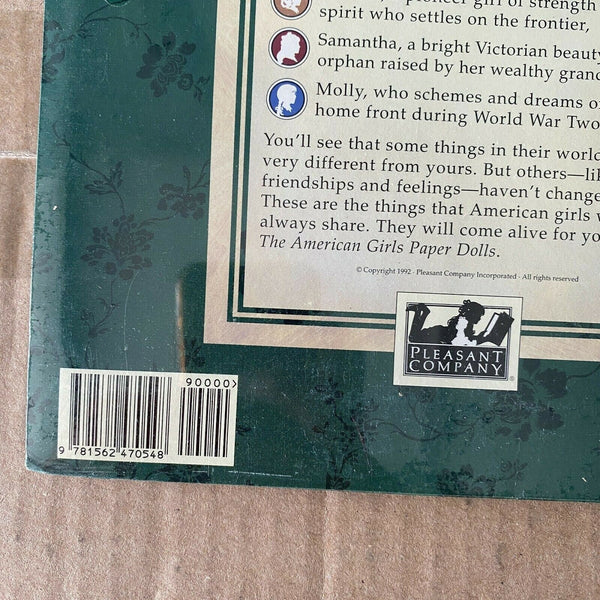 pioneer girl of strength
spirit who settles on the frontier,
Samantha, a bright Victorian beauty
orphan raised by her wealthy grand
Molly, who schemes and dreams o
home front during World War Two
You'll see that some things in their world
very different from yours. But others—lik
friendships and feelings—haven't change
These are the things that American girls w
always share. They will come alive for yo
The American Girls Paper Dolls.
© Copyright 1992 · Pleasant Company Incorporated · All rights reserved
PLEASANT
COMPANY®
90000>
9 781562 470548